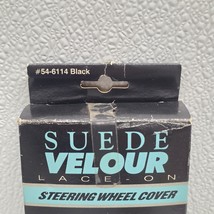 #54-6114 Black
SUEDE
VELOUR
LACE-ON
STEERING WHEEL COVER